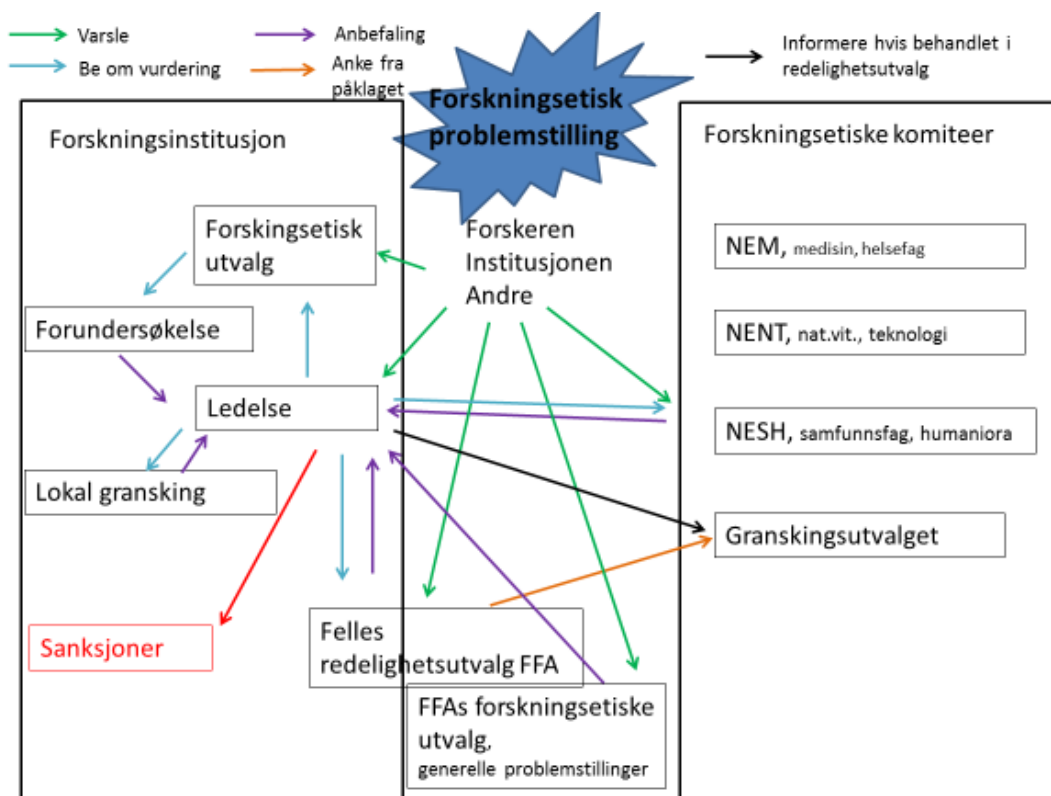 Varsle
Anbefaling
Be om vurdering
Anke fra
påklaget
Informere hvis behandlet i
redelighetsutvalg
Forskningsetisk
problemstilling
Forskningsinstitusjon
Forskningsetiske komiteer
Forskingsetisk
utvalg
Forskeren
Institusjonen
Andre
NEM, medisin, helsefag
Forundersøkelse
NENT, nat.vit., teknologi
Ledelse
NESH, samfunnsfag, humaniora
Lokal gransking
Granskingsutvalget
Sanksjoner
Felles
redelighetsutvalg FFA
FFAs forskningsetiske
utvalg,
generelle problemstillinger